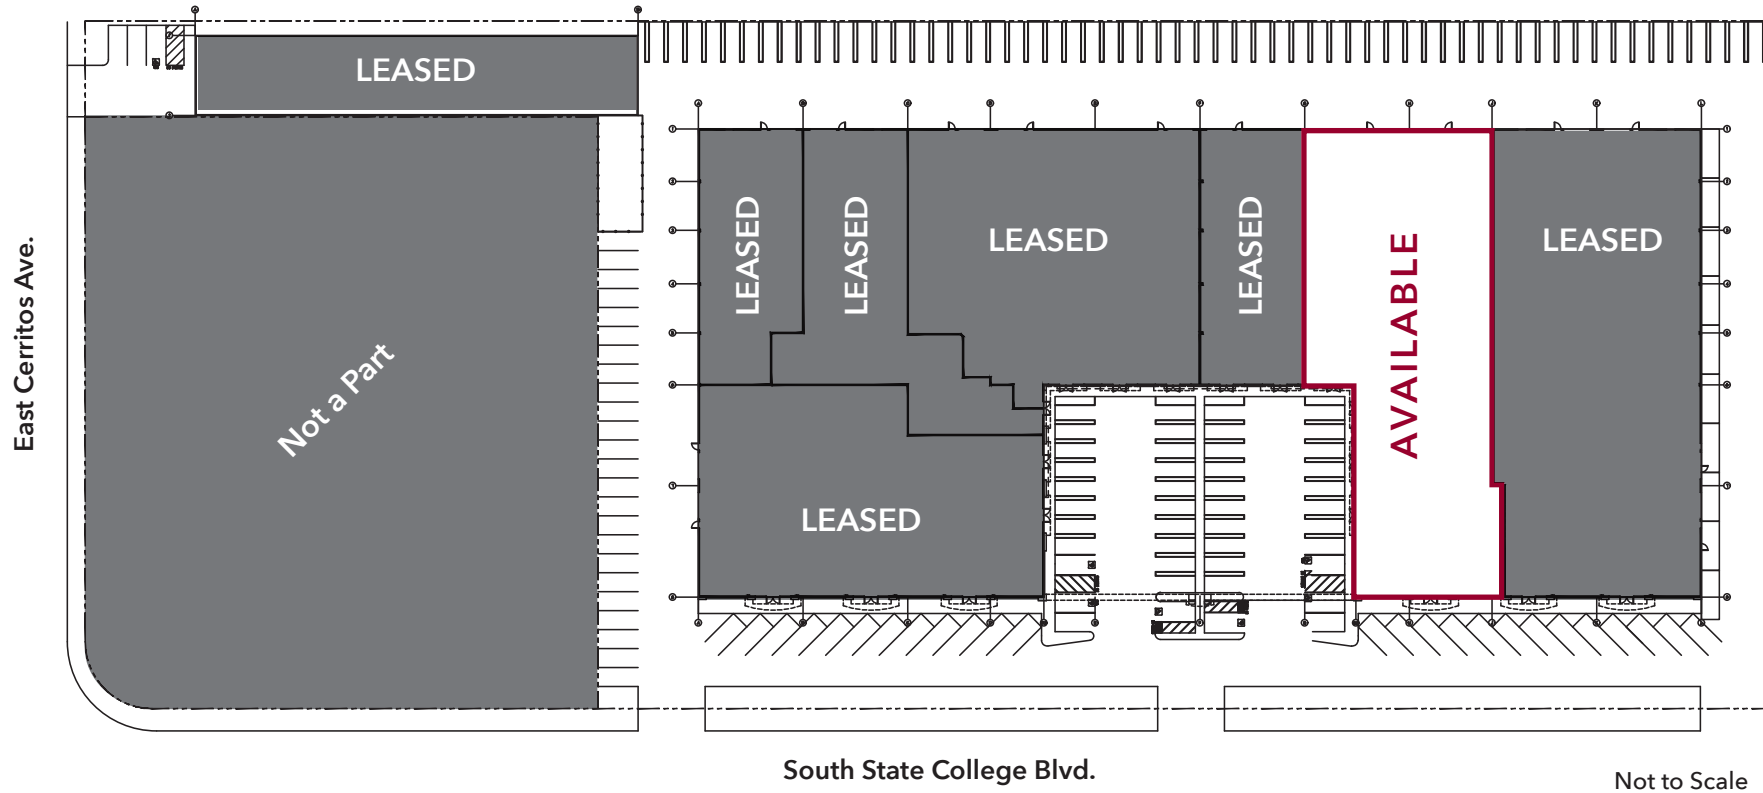 LEASED
East Cerritos Ave.
Not a Part
LEASED
LEASED
LEASED
LEASED
AVAILABLE
LEASED
LEASED
South State College Blvd.
Not to Scale